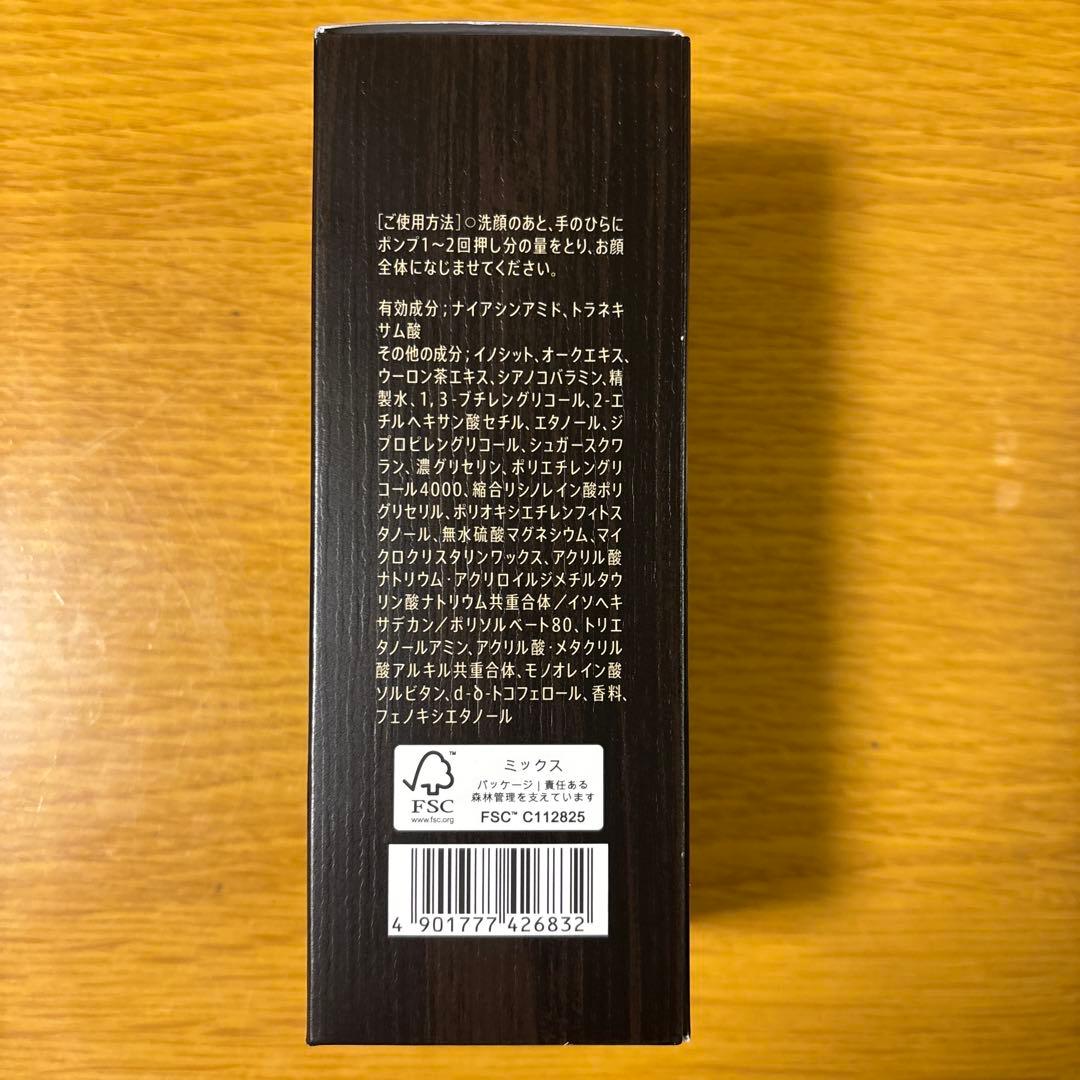 [ご使用方法]○洗顔のあと、手のひらに
ポンプ1〜2回押し分の量をとり、お顔
全体になじませてください。
有効成分;ナイアシンアミド、トラネキ
サム酸
その他の成分;イノシット、オークエキス、
ウーロン茶エキス、シアノコバラミン、精
製水、1,3-ブチレングリコール、2-エ
チルヘキサン酸セチル、エタノール、ジ
プロピレングリコール、シュガースクワ
ラン、濃グリセリン、ポリエチレングリ
コール4000、縮合リシノレイン酸ポリ
グリセリル、ポリオキシエチレンフィトス
タノール、無水硫酸マグネシウム、マイ
クロクリスタリンワックス、アクリル酸
ナトリウム・アクリロイルジメチルタウ
リン酸ナトリウム共重合体/イソヘキ
サデカン/ポリソルベート80、トリエ
タノールアミン、アクリル酸・メタクリル
酸アルキル共重合体、モノオレイン酸
ソルビタン、d-δ-トコフェロール、香料、
フェノキシエタノール
™
FSC
www.fsc.org
ミックス
パッケージ|責任ある
森林管理を支えています
FSC™ C112825
4 901777 426832